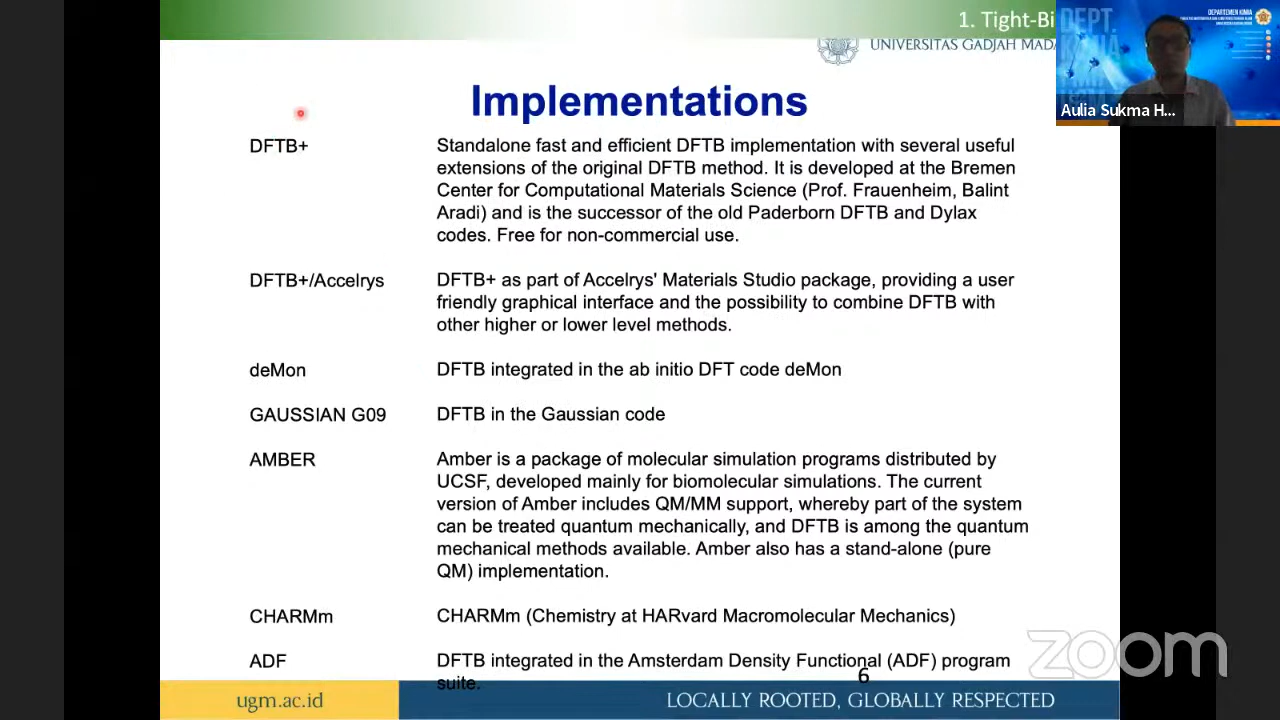 1. Tight-Bi
UNIVERSITAS GADJAH MADA
DEPT.
KIMIA
DEPARTEMEN KIMIA
Aulia Sukma H...
Implementations
DFTB+
Standalone fast and efficient DFTB implementation with several useful
extensions of the original DFTB method. It is developed at the Bremen
Center for Computational Materials Science (Prof. Frauenheim, Balint
Aradi) and is the successor of the old Paderborn DFTB and Dylax
codes. Free for non-commercial use.
DFTB+/Accelrys
DFTB+ as part of Accelrys' Materials Studio package, providing a user
friendly graphical interface and the possibility to combine DFTB with
other higher or lower level methods.
deMon
DFTB integrated in the ab initio DFT code deMon
GAUSSIAN G09
DFTB in the Gaussian code
AMBER
Amber is a package of molecular simulation programs distributed by
UCSF, developed mainly for biomolecular simulations. The current
version of Amber includes QM/MM support, whereby part of the system
can be treated quantum mechanically, and DFTB is among the quantum
mechanical methods available. Amber also has a stand-alone (pure
QM) implementation.
CHARMm
CHARMm (Chemistry at HARvard Macromolecular Mechanics)
ADF
DFTB integrated in the Amsterdam Density Functional (ADF) program
suite.
6
zoom
ugm.ac.id
LOCALLY ROOTED, GLOBALLY RESPECTED